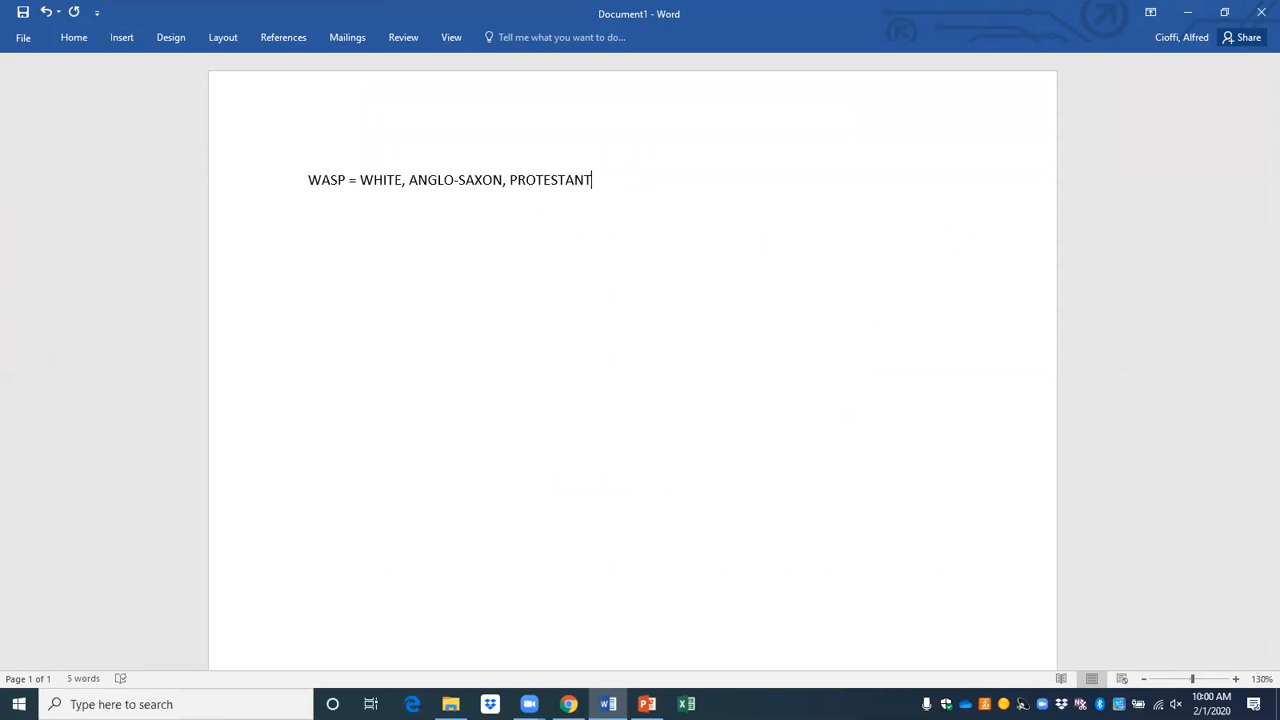 Document1 - Word
File Home Insert Design Layout References Mailings Review View Tell me what you want to do... Cioffi, Alfred Share
WASP = WHITE, ANGLO-SAXON, PROTESTANT
Page 1 of 1 5 words 130%
Type here to search
10:00 AM
2/1/2020